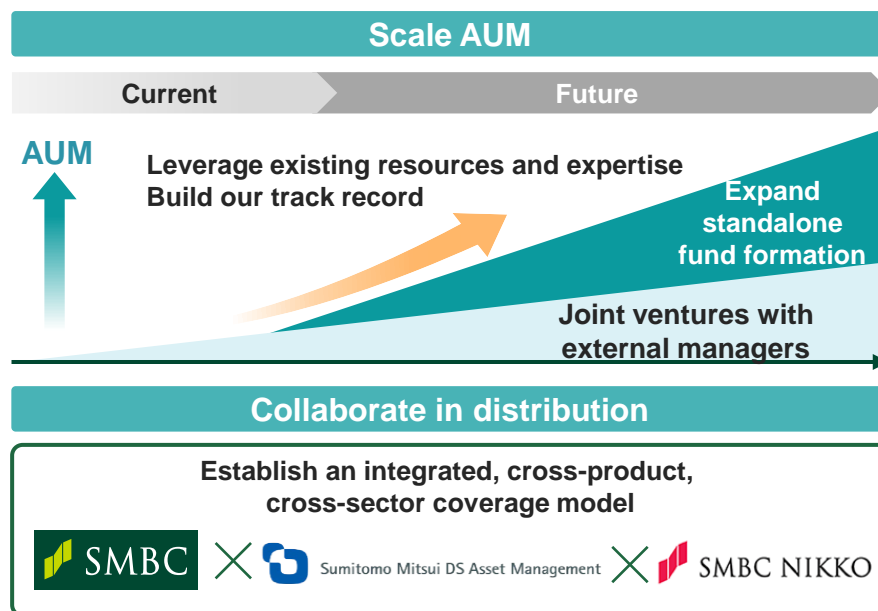 Scale AUM
Current
Future
AUM
Leverage existing resources and expertise
Build our track record
Expand
standalone
fund formation
Joint ventures with
external managers
Collaborate in distribution
Establish an integrated, cross-product,
cross-sector coverage model
SMBC
Sumitomo Mitsui DS Asset Management
SMBC NIKKO